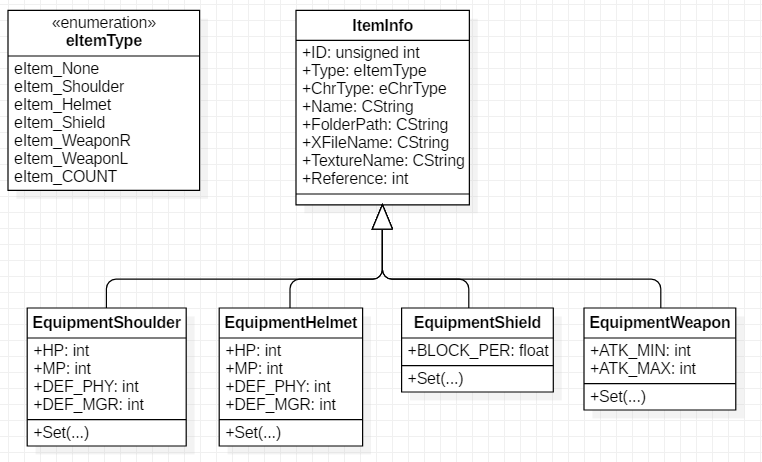 «enumeration»
eItemType
eItem_None
eItem_Shoulder
eItem_Helmet
eItem_Shield
eItem_WeaponR
eItem_WeaponL
eItem_COUNT
ItemInfo
+ID: unsigned int
+Type: eItemType
+ChrType: eChrType
+Name: CString
+FolderPath: CString
+XFileName: CString
+TextureName: CString
+Reference: int
EquipmentShoulder
+HP: int
+MP: int
+DEF_PHY: int
+DEF_MGR: int
+Set(...)
EquipmentHelmet
+HP: int
+MP: int
+DEF_PHY: int
+DEF_MGR: int
+Set(...)
EquipmentShield
+BLOCK_PER: float
+Set(...)
EquipmentWeapon
+ATK_MIN: int
+ATK_MAX: int
+Set(...)